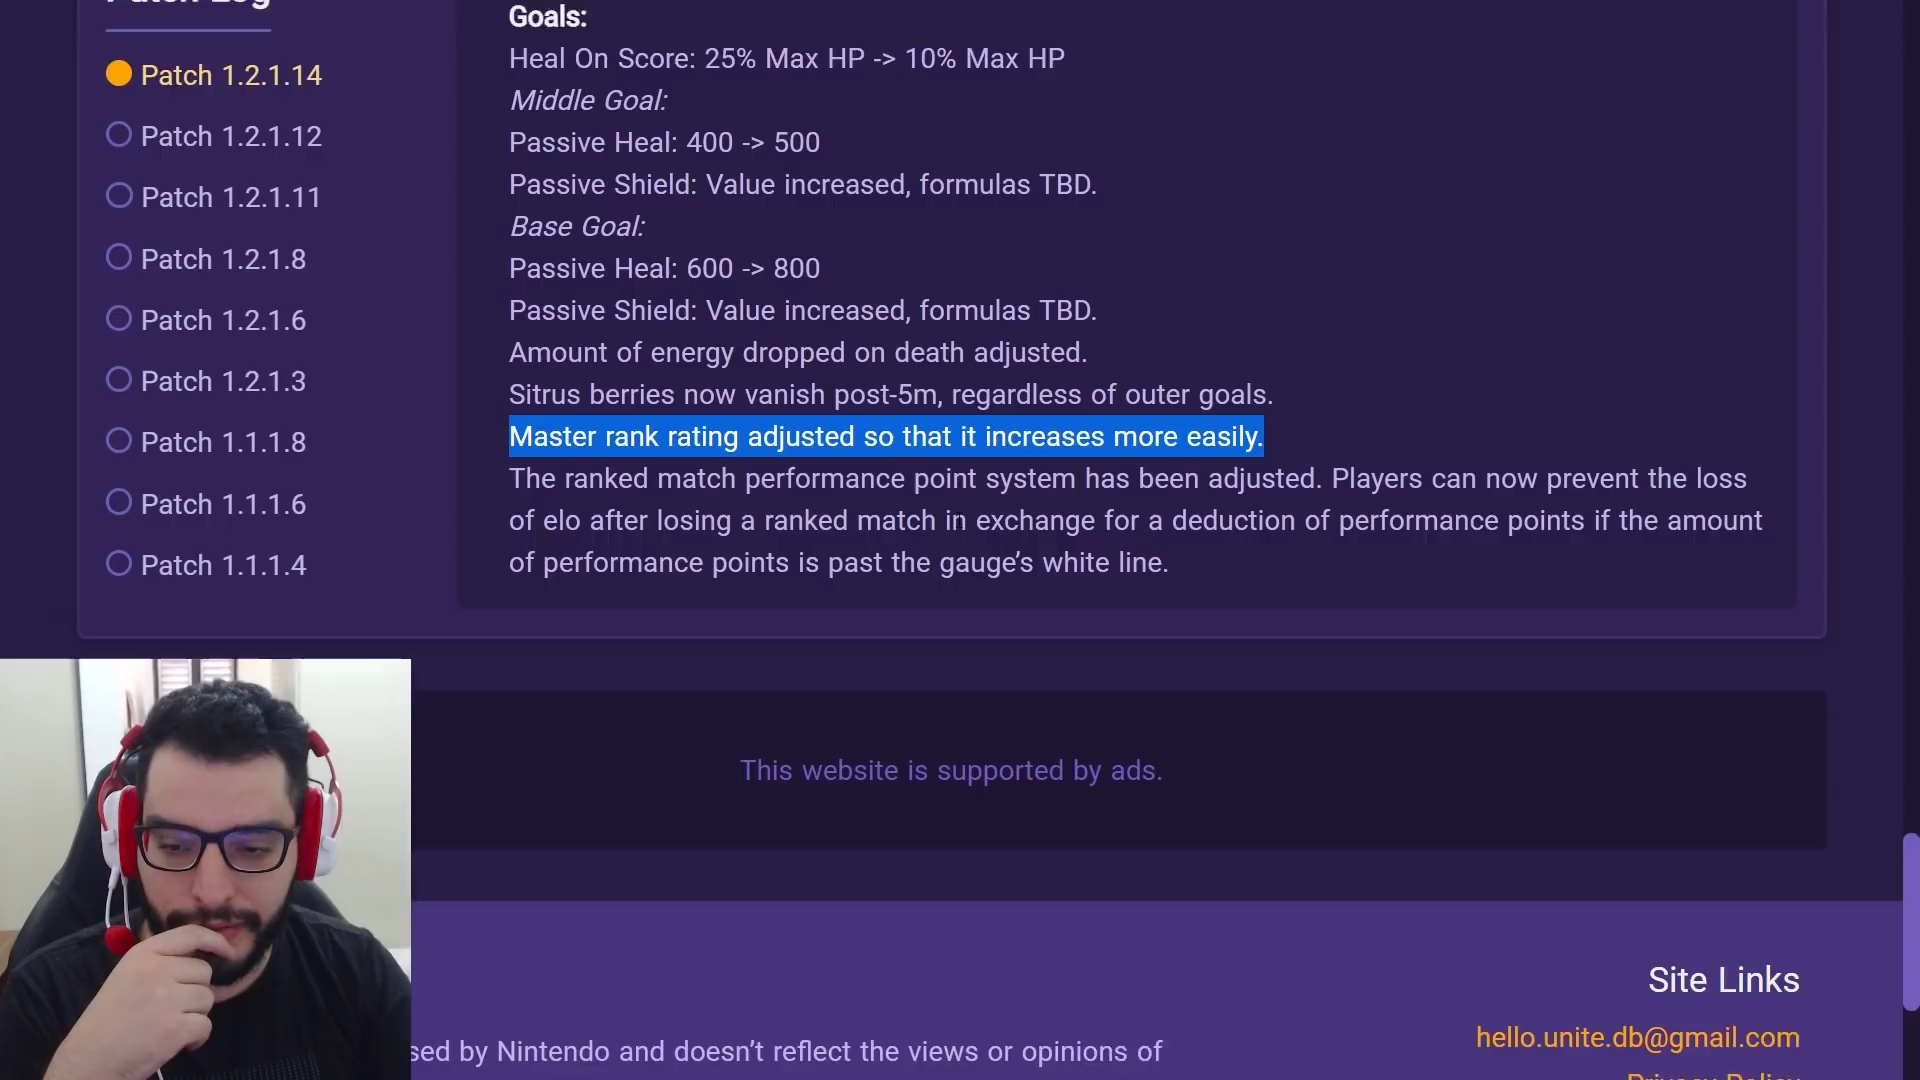 Patch Log
Patch 1.2.1.14
Patch 1.2.1.12
Patch 1.2.1.11
Patch 1.2.1.8
Patch 1.2.1.6
Patch 1.2.1.3
Patch 1.1.1.8
Patch 1.1.1.6
Patch 1.1.1.4
Goals:
Heal On Score: 25% Max HP -> 10% Max HP
Middle Goal:
Passive Heal: 400 -> 500
Passive Shield: Value increased, formulas TBD.
Base Goal:
Passive Heal: 600 -> 800
Passive Shield: Value increased, formulas TBD.
Amount of energy dropped on death adjusted.
Sitrus berries now vanish post-5m, regardless of outer goals.
Master rank rating adjusted so that it increases more easily.
The ranked match performance point system has been adjusted. Players can now prevent the loss
of elo after losing a ranked match in exchange for a deduction of performance points if the amount
of performance points is past the gauge’s white line.
This website is supported by ads.
Site Links
hello.unite.db@gmail.com
Privacy Policy
sed by Nintendo and doesn’t reflect the views or opinions of